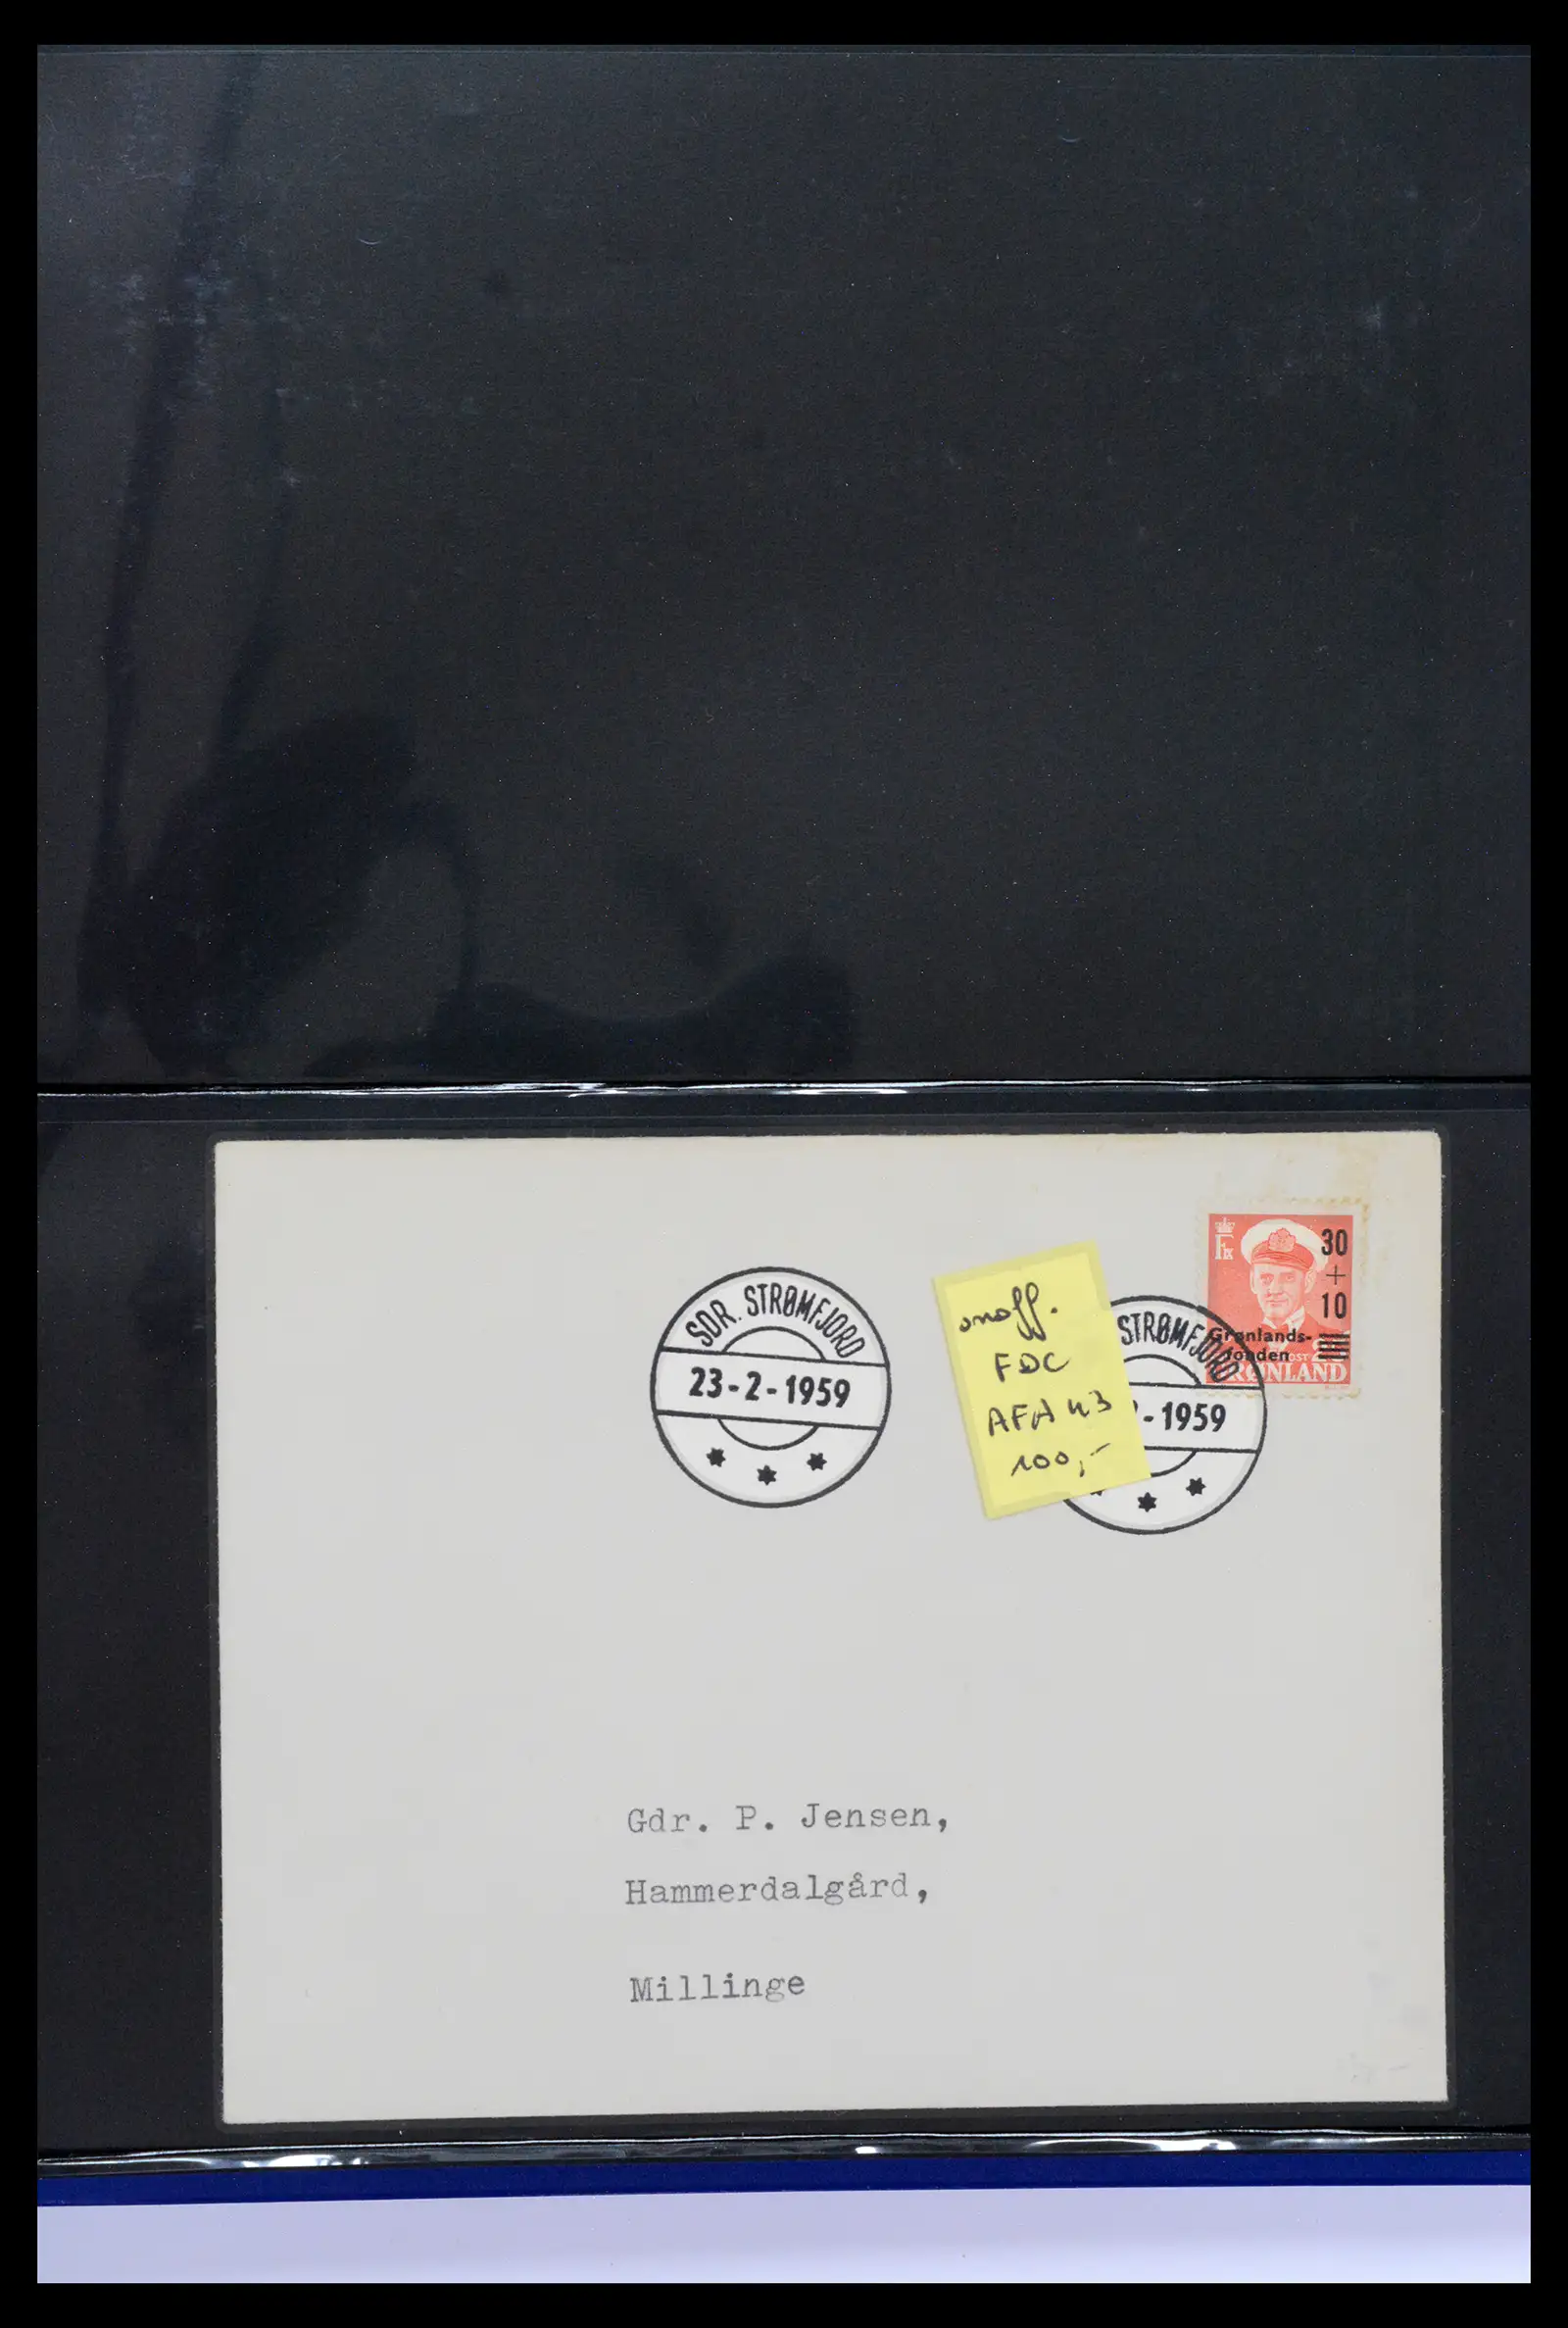 SDR. STRØMFJORD
23-2-1959
onoff.
FDC
AFA 43
100,-
STRØMFJORD
-1959
30
+
10
Grønlands-
fonden
GRØNLAND
Gdr. P. Jensen,
Hammerdalgård,
Millinge